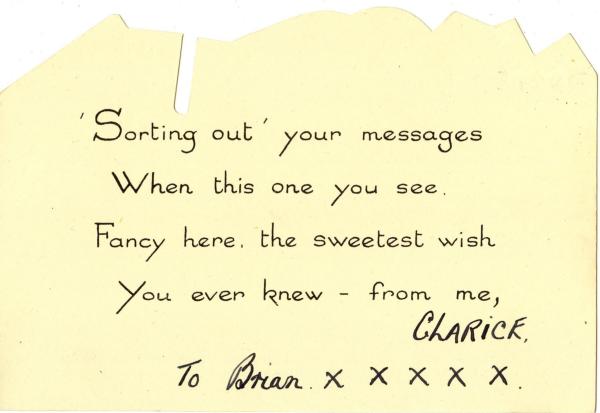 'Sorting out' your messages
When this one you see.
Fancy here. the sweetest wish
You ever knew - from me,
CLARICE.
To Brian. x x x x x.